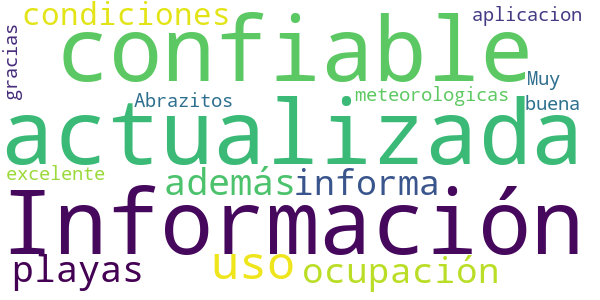 condiciones
aplicacion
gracias
confiable
Muy
meteorologicas
Abrazitos
buena
actualizada
excelente
además
informa
Información
uso
playas
ocupación